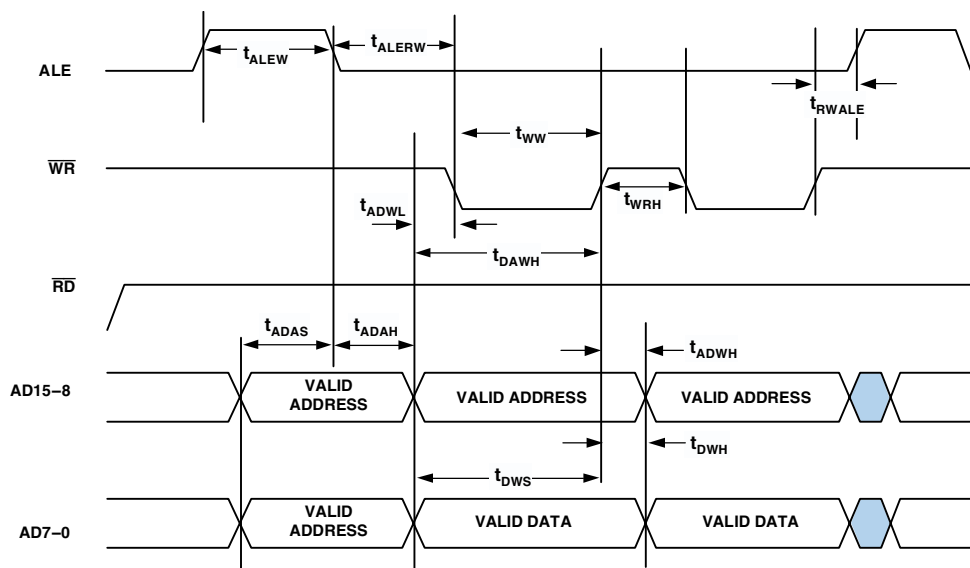 ALE
tALEW
tALERW
tRWALE
tWW
WR
tWRH
tADWL
tDAWH
RD
tADAS
tADAH
tADWH
AD15–8
VALID
ADDRESS
VALID ADDRESS
VALID ADDRESS
tDWH
tDWS
AD7–0
VALID
ADDRESS
VALID DATA
VALID DATA